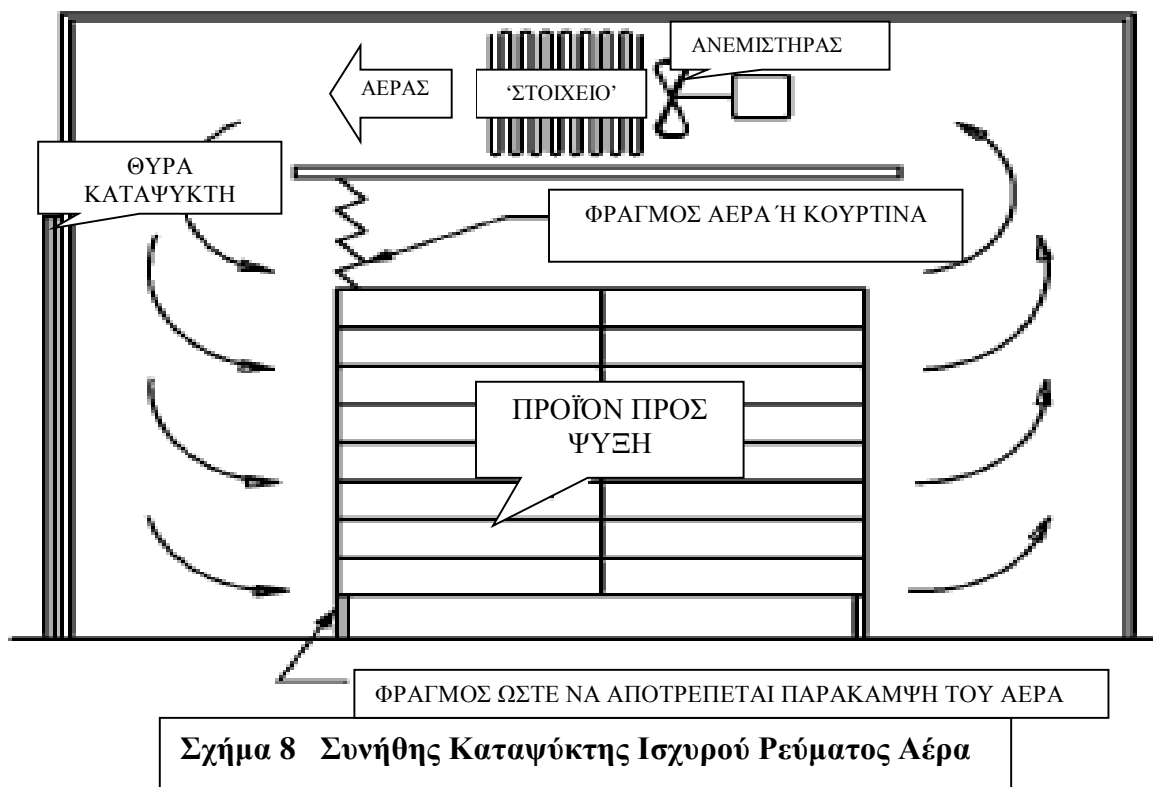 ΑΝΕΜΙΣΤΗΡΑΣ
ΑΕΡΑΣ
‘ΣΤΟΙΧΕΙΟ’
ΘΥΡΑ
ΚΑΤΑΨΥΚΤΗ
ΦΡΑΓΜΟΣ ΑΕΡΑ Ή ΚΟΥΡΤΙΝΑ
ΠΡΟΪΟΝ ΠΡΟΣ
ΨΥΞΗ
ΦΡΑΓΜΟΣ ΩΣΤΕ ΝΑ ΑΠΟΤΡΕΠΕΤΑΙ ΠΑΡΑΚΑΜΨΗ ΤΟΥ ΑΕΡΑ
Σχήμα 8 Συνήθης Καταψύκτης Ισχυρού Ρεύματος Αέρα